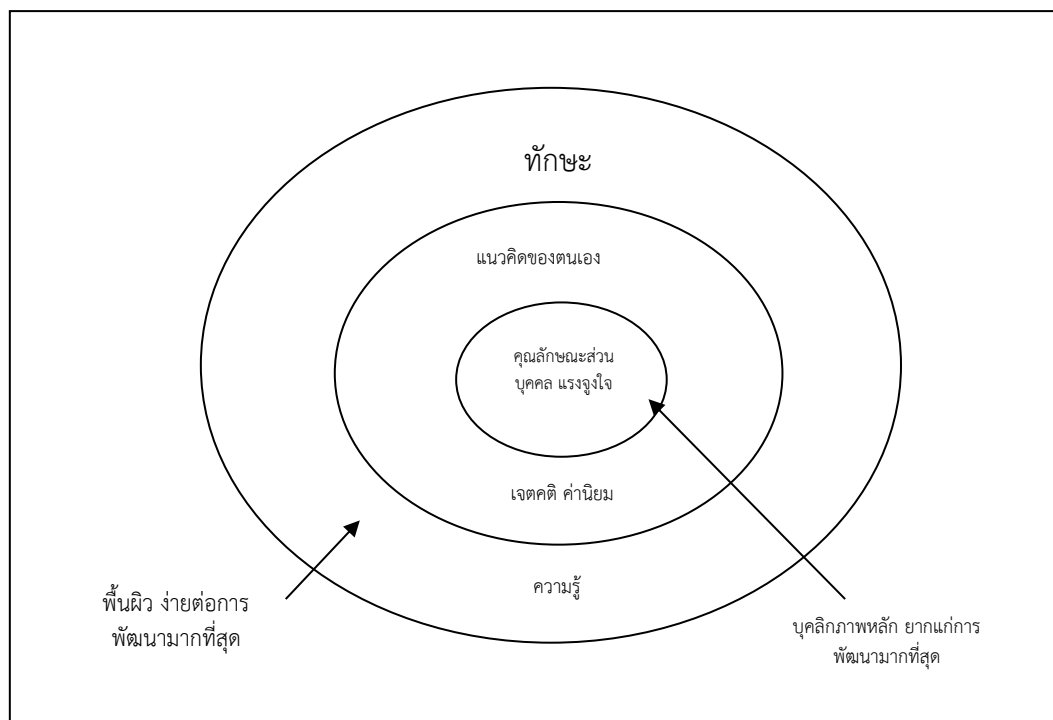 ทักษะ
แนวคิดของตนเอง
คุณลักษณะส่วน
บุคคล แรงจูงใจ
เจตคติ ค่านิยม
ความรู้
พื้นผิว ง่ายต่อการ
พัฒนามากที่สุด
บุคลิกภาพหลัก ยากแก่การ
พัฒนามากที่สุด